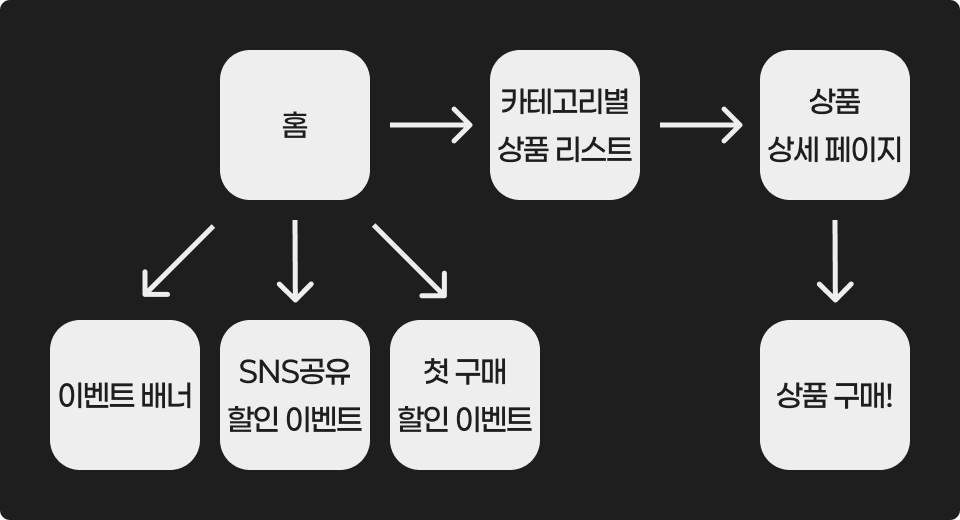 홈
카테고리별
상품 리스트
상품
상세 페이지
이벤트 배너
SNS공유
할인 이벤트
첫 구매
할인 이벤트
상품 구매!